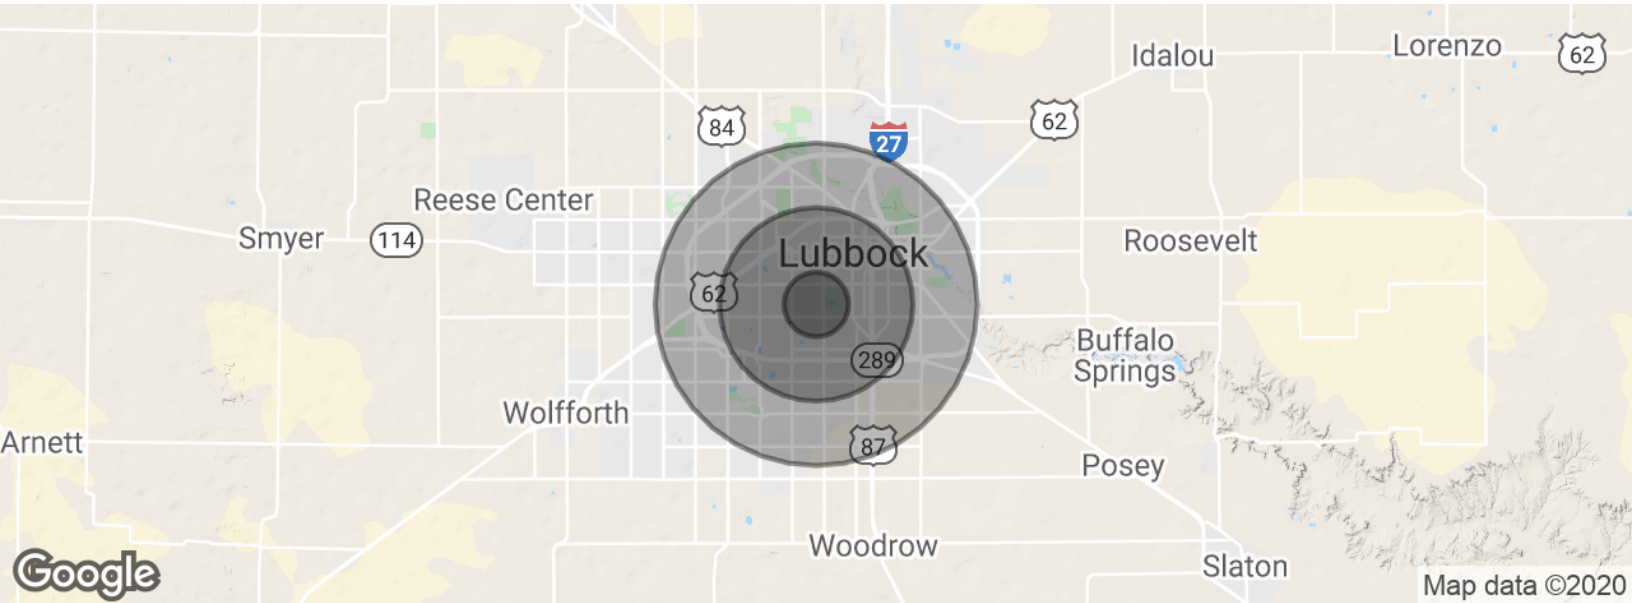 Idalou
Lorenzo
62
84
62
27
Reese Center
Smyer
114
Lubbock
Roosevelt
62
289
Buffalo
Springs
Wolfforth
Arnett
87
Posey
Woodrow
Slaton
Google
Map data ©2020